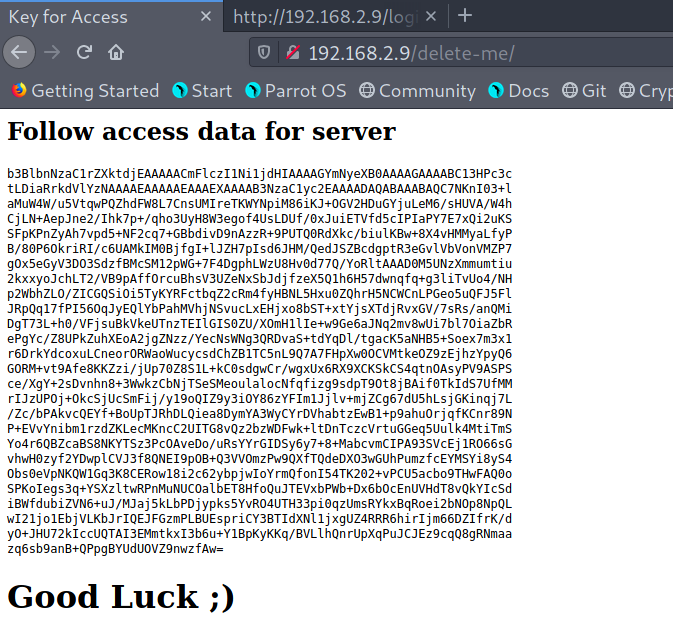 Key for Access
http://192.168.2.9/logi
192.168.2.9/delete-me/
Getting Started Start Parrot OS Community Docs Git Cryp
Follow access data for server
b3BlbnNzaC1rZXktdjEAAAAACmFlczI1Ni1jdHIAAAAGYmNyeXB0AAAAGAAAABC13HPc3c
tLDiaRrkdVlYzNAAAAEAAAAAEAAAEXAAAAB3NzaC1yc2EAAAADAQABAAABAQC7NKnI03+l
aMuW4W/u5VtqwPQZhdFW8L7CnsUMIreTKWYNpiM86iKJ+OGV2HDuGYjuLeM6/sHUVA/W4h
CjLN+AepJne2/Ihk7p+/qho3UyH8W3egof4UsLDUf/0xJuiETVfd5cIPIaPY7E7xQi2uKS
SFpKPnZyAh7vpd5+NF2cq7+GBbdivD9nAzzR+9PUTQ0RdXkc/biulKBw+8X4vHMMyaLfyP
B/80P6OkriRI/c6UAMkIM0BjfgI+lJZH7pIsd6JHM/QedJSZBcdgptR3eGvlVbVonVMZP7
gOx5eGyV3DO3SdzfBMcSM12pWG+7F4DgphLWzU8Hv0d77Q/YoRltAAAD0M5UNzXmmumtiu
2kxxyoJchLT2/VB9pAffOrcuBhsV3UZeNxSbJdjfzeX5Q1h6H57dwnqfq+g3liTvUo4/NH
p2WbhZLO/ZICGQSiOi5TyKYRFctbqZ2cRm4fyHBNL5Hxu0ZQhrH5NCWCnLPGeo5uQFJ5Fl
JRpQq17fPI56OqJyEQlYbPahMVhjNSvucLxEHjxo8bST+xtYjsXTdjRvxGV/7sRs/anQMi
DgT73L+h0/VFjsuBkVkeUTnzTEIlGIS0ZU/XOmH1lIe+w9Ge6aJNq2mv8wUi7bl7OiaZbR
ePgYc/Z8UPkZuhXEoA2jgZNzz/YecNsWNg3QRDvaS+tdYqDl/tgacK5aNHB5+Soex7m3x1
r6DrkYdcoxuLCneorORWaoWucycsdChZB1TC5nL9Q7A7FHpXw0OCVMtkeOZ9zEjhzYpyQ6
GORM+vt9Afe8KKZzi/jUp70Z8S1L+kC0sdgwCr/wgxUx6RX9XCKSkCS4qtnOAsyPV9ASPS
ce/XgY+2sDvnhn8+3WwkzCbNjTSeSMeoulalocNfqfizg9sdpT9Ot8jBAif0TkIdS7UfMM
rIJzUPOj+OkcSjUcSmFij/y19oQIZ9y3iOY86zYFIm1Jjlv+mjZCg67dU5hLsjGKinqj7L
/Zc/bPAkvcQEYf+BoUpTJRhDLQiea8DymYA3WyCYrDVhabtzEwB1+p9ahuOrjqfKCnr89N
P+EVvYnibm1rzdZKLecMKncC2UITG8vQz2bzWDFwk+ltDnTczcVrtuGGeq5Uulk4MtiTmS
Yo4r6QBZcaBS8NKYTSz3PcOAveDo/uRsYYrGIDSy6y7+8+MabcvmCIPA93SVcEj1RO66sG
vhwH0zyf2YDwplCVJ3f8QNEI9pOB+Q3VVOmzPw9QXfTQdeDXO3wGUhPumzfcEYMSYi8yS4
Obs0eVpNKQW1Gq3K8CERow18i2c62ybpjwIoYrmQfonI54TK202+vPCU5acbo9THwFAQ0o
SPKoIegs3q+YSXzltwRPnMuNUCOalbET8HfoQuJTEVxbPWb+Dx6bOcEnUVHdT8vQkYIcSd
iBWfdubiZVN6+uJ/MJaj5kLbPDjypks5YvRO4UTH33pi0qzUmsRYkxBqRoei2bNOp8NpQL
wI21jo1EbjVLKbJrIQEJFGzmPLBUEspriCY3BTIdXNl1jxgUZ4RRR6hirIjm66DZIfrK/d
yO+JHU72kIccUQTAI3EMmtkxI3b6u+Y1BpKyKKq/BVLlhQnrUpXqPuJCJEz9cqQ8gRNmaa
zq6sb9anB+QPpgBYUdUOVZ9nwzfAw=
Good Luck ;)